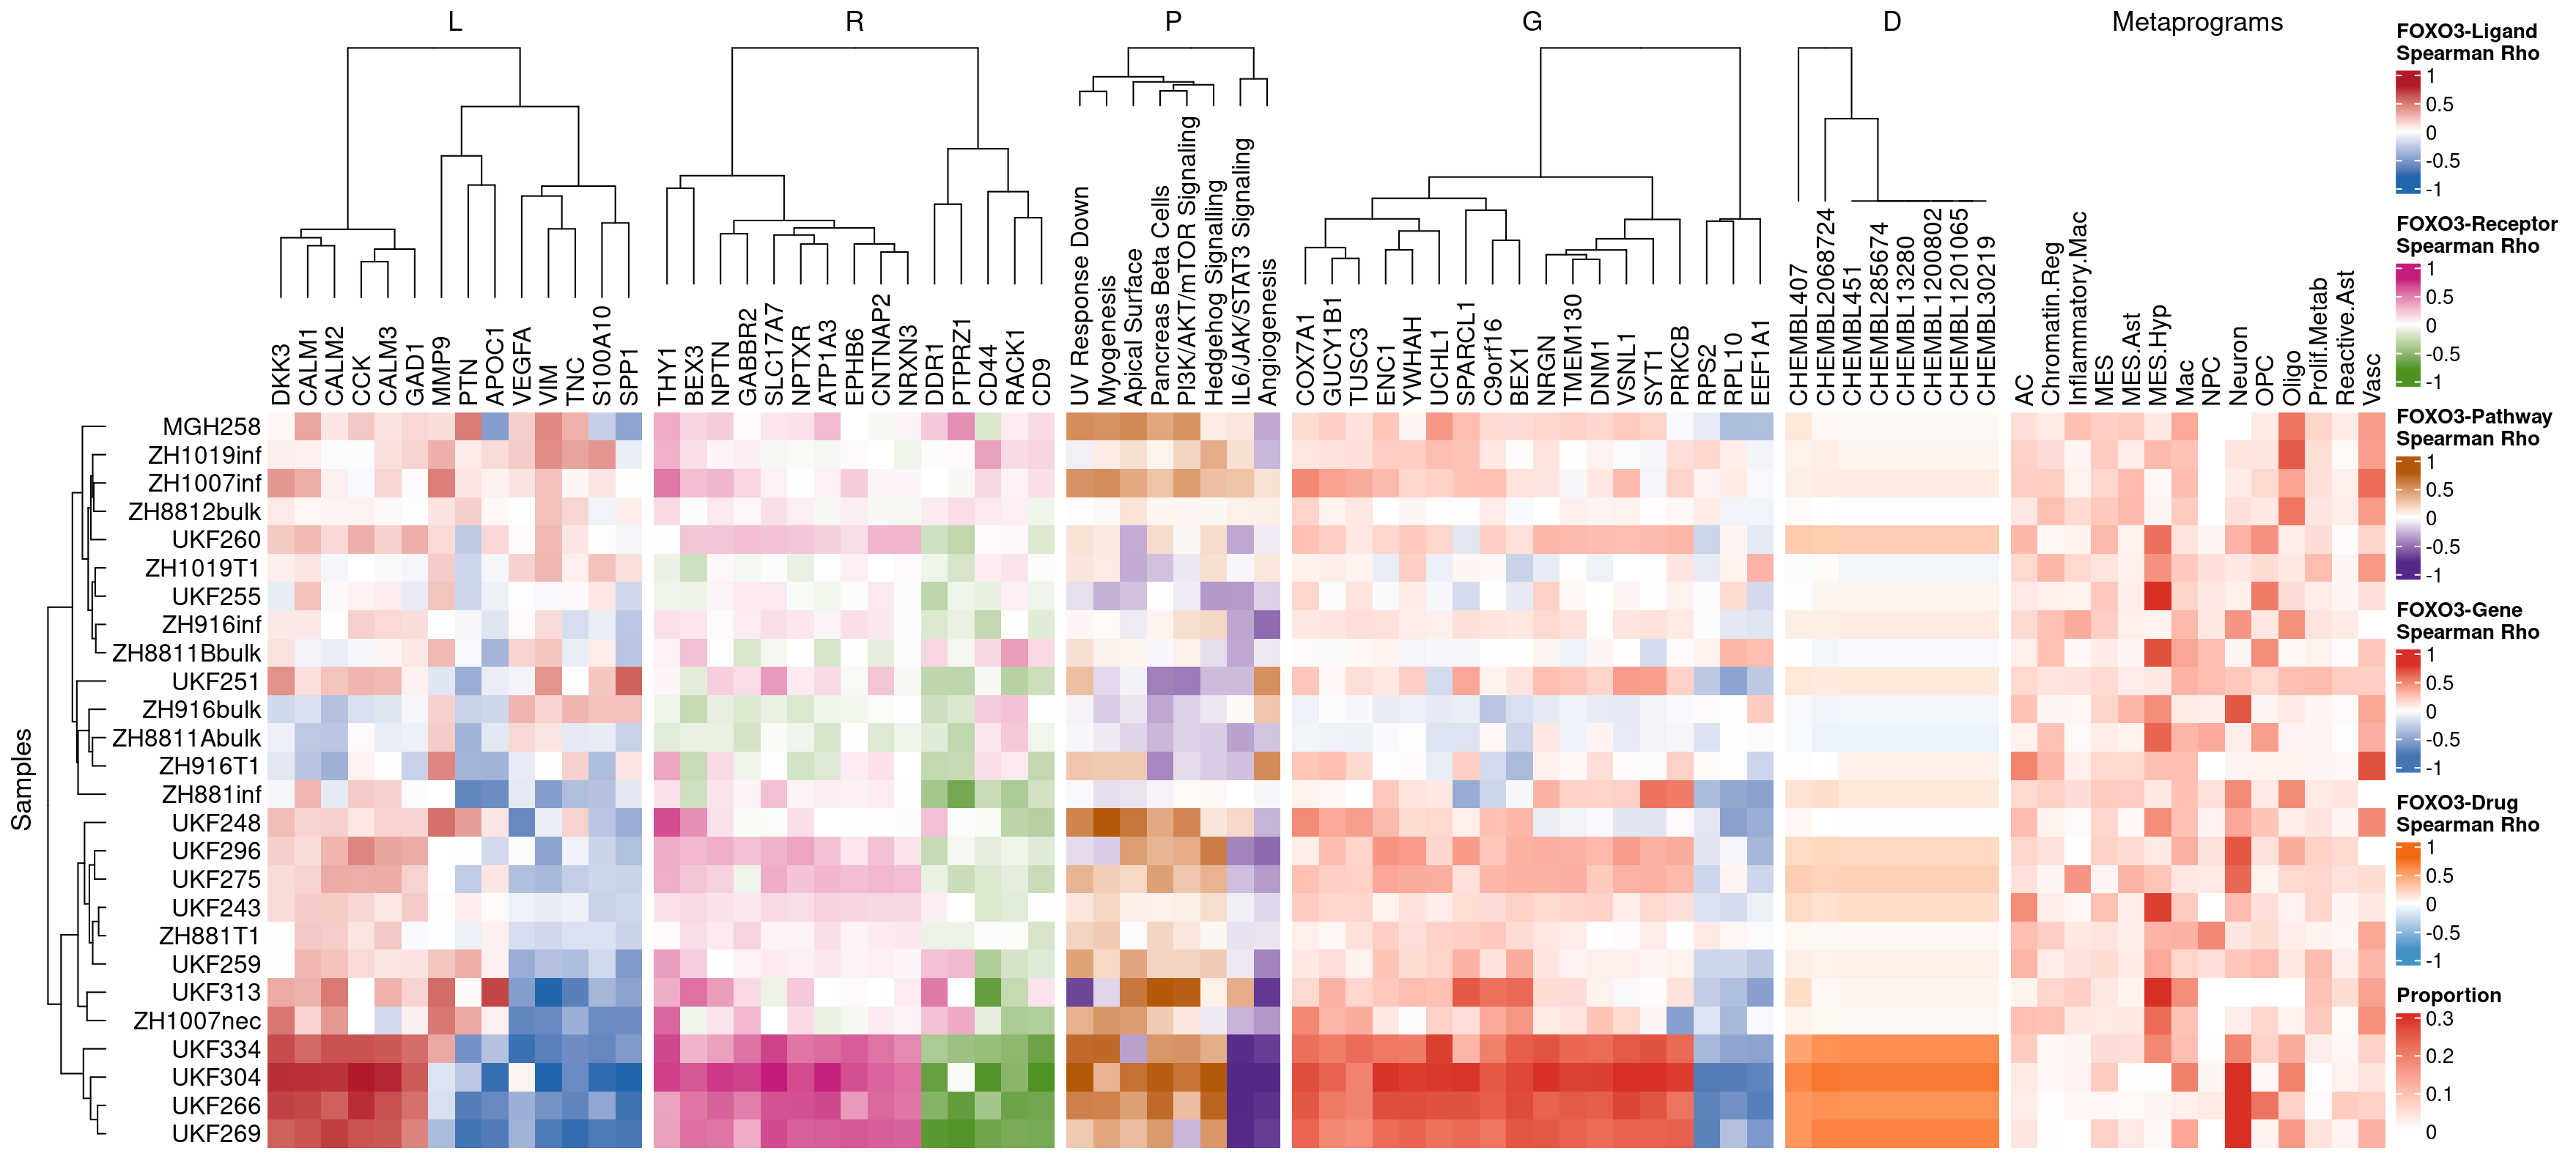 L
R
P
G
D
Metaprograms
DKK3
CALM1
CALM2
CCK
CALM3
GAD1
MMP9
PTN
APOC1
VEGFA
VIM
TNC
S100A10
SPP1
THY1
BEX3
NPTN
GABBR2
SLC17A7
NPTXR
ATP1A3
EPHB6
CNTNAP2
NRXN3
DDR1
PTPRZ1
CD44
RACK1
CD9
UV Response Down
Myogenesis
Apical Surface
Pancreas Beta Cells
PI3K/AKT/mTOR Signaling
Hedgehog Signalling
IL6/JAK/STAT3 Signaling
Angiogenesis
COX7A1
GUCY1B1
TUSC3
ENC1
YWHAH
UCHL1
SPARCL1
C9orf16
BEX1
NRGN
TMEM130
DNM1
VSNL1
SYT1
PRKCB
RPS2
RPL10
EEF1A1
CHEMBL407
CHEMBL2068724
CHEMBL451
CHEMBL285674
CHEMBL13280
CHEMBL1200802
CHEMBL1201065
CHEMBL30219
AC
Chromatin.Reg
Inflammatory.Mac
MES
MES.Ast
MES.Hyp
Mac
NPC
Neuron
OPC
Oligo
Prolif.Metab
Reactive.Ast
Vasc
Samples
MGH258
ZH1019inf
ZH1007inf
ZH8812bulk
UKF260
ZH1019T1
UKF255
ZH916inf
ZH8811Bbulk
UKF251
ZH916bulk
ZH8811Abulk
ZH916T1
ZH881inf
UKF248
UKF296
UKF275
UKF243
ZH881T1
UKF259
UKF313
ZH1007nec
UKF334
UKF304
UKF266
UKF269
FOXO3-Ligand
Spearman Rho
1
0.5
0
-0.5
-1
FOXO3-Receptor
Spearman Rho
1
0.5
0
-0.5
-1
FOXO3-Pathway
Spearman Rho
1
0.5
0
-0.5
-1
FOXO3-Gene
Spearman Rho
1
0.5
0
-0.5
-1
FOXO3-Drug
Spearman Rho
1
0.5
0
-0.5
-1
Proportion
0.3
0.2
0.1
0